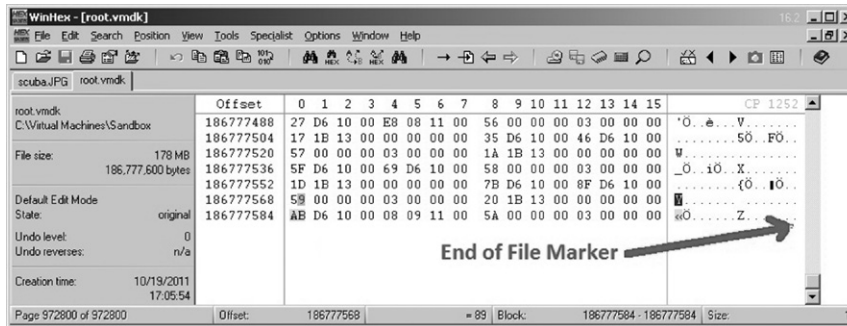 WinHex - [root.vmdk] 16.2
File Edit Search Position View Tools Specialist Options Window Help
scuba.JPG root.vmdk
root.vmdk
C:\Virtual Machines\Sandbox
File size: 178 MB
186,777,600 bytes
Default Edit Mode
State: original
Undo level: 0
Undo reverses: n/a
Creation time: 10/19/2011
17:05:54
Offset 0 1 2 3 4 5 6 7 8 9 10 11 12 13 14 15 CP 1252
186777488 27 D6 10 00 E8 08 11 00 56 00 00 00 03 00 00 00 'Ö..è...V.......
186777504 17 1B 13 00 00 00 00 00 35 D6 10 00 46 D6 10 00 ........5Ö..FÖ..
186777520 57 00 00 00 03 00 00 00 1A 1B 13 00 00 00 00 00 W...............
186777536 5F D6 10 00 69 D6 10 00 58 00 00 00 03 00 00 00 _Ö..iÖ..X.......
186777552 1D 1B 13 00 00 00 00 00 7B D6 10 00 8F D6 10 00 ........{Ö...Ö..
186777568 59 00 00 00 03 00 00 00 20 1B 13 00 00 00 00 00 Y....... .......
186777584 AB D6 10 00 08 09 11 00 5A 00 00 00 03 00 00 00 «Ö......Z.......
End of File Marker
Page 972800 of 972800 Offset: 186777568 = 89 Block: 186777584 - 186777584 Size: 1